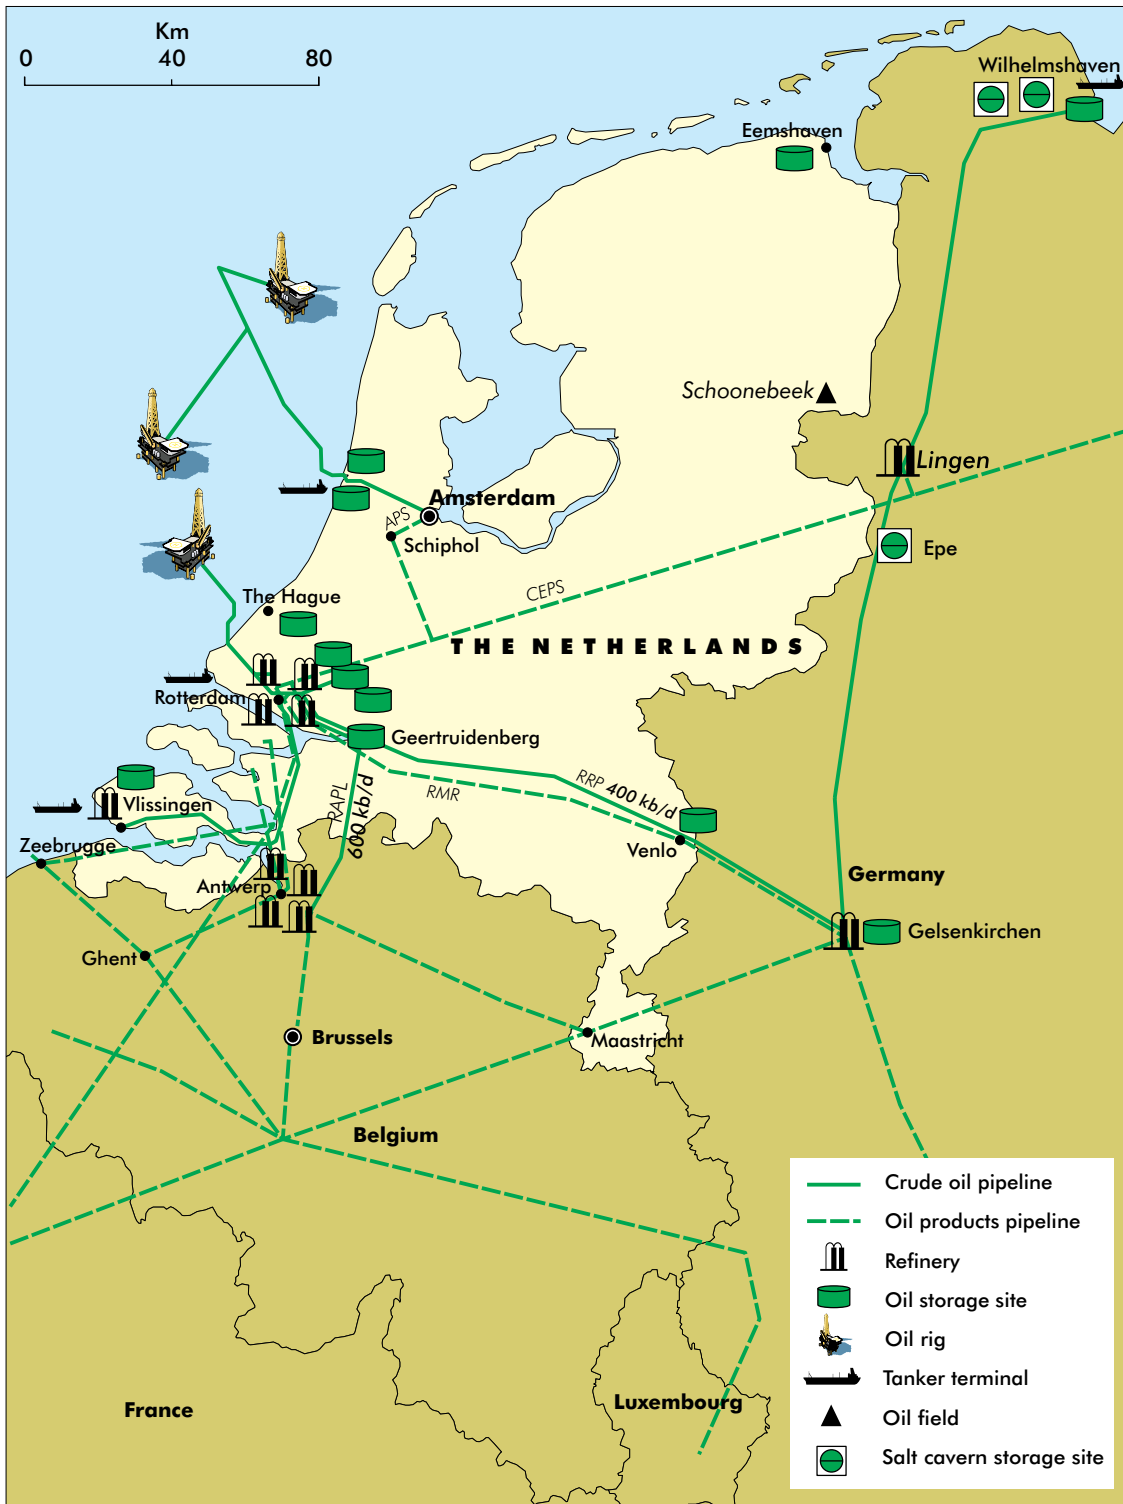 Km
0 40 80
Wilhelmshaven
Eemshaven
Schoonebeek
Lingen
Amsterdam
APS
Schiphol
Epe
CEPS
The Hague
THE NETHERLANDS
Rotterdam
Geertruidenberg
RRP 400 kb/d
RMR
RAPL
600 kb/d
Vlissingen
Zeebrugge
Venlo
Germany
Antwerp
Gelsenkirchen
Ghent
Brussels
Maastricht
Belgium
France
Luxembourg
Crude oil pipeline
Oil products pipeline
Refinery
Oil storage site
Oil rig
Tanker terminal
Oil field
Salt cavern storage site